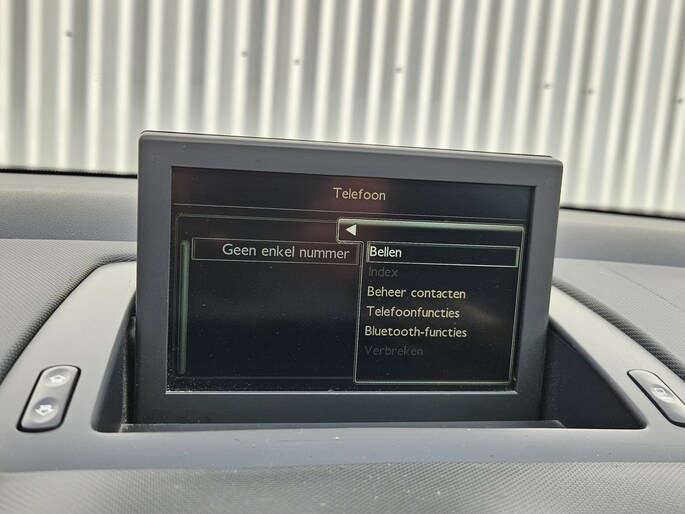 Telefoon
Geen enkel nummer
Bellen
Index
Beheer contacten
Telefoonfuncties
Bluetooth-functies
Verbreken